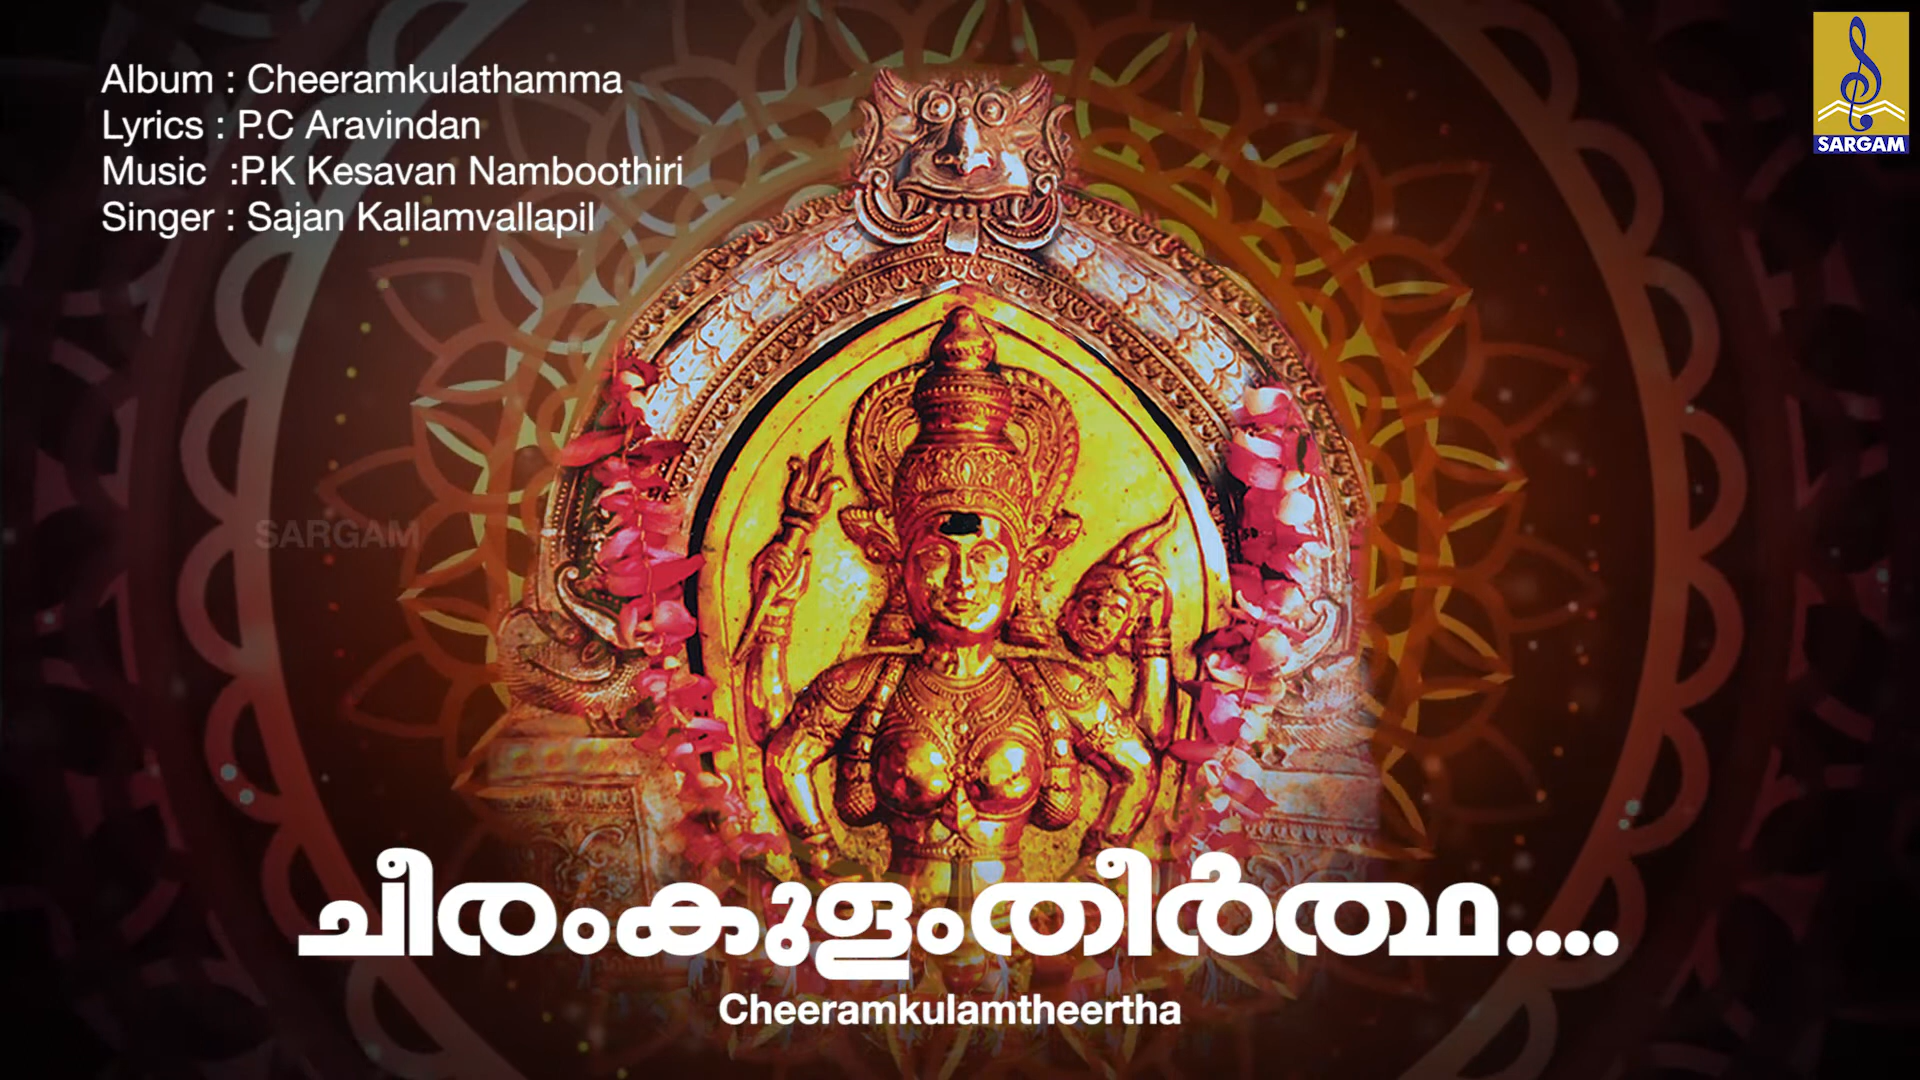 Album : Cheeramkulathamma
Lyrics : P.C Aravindan
Music  :P.K Kesavan Namboothiri
Singer : Sajan Kallamvallapil
SARGAM
SARGAM
ചീരംകുളംതീർത്ഥ....
Cheeramkulamtheertha